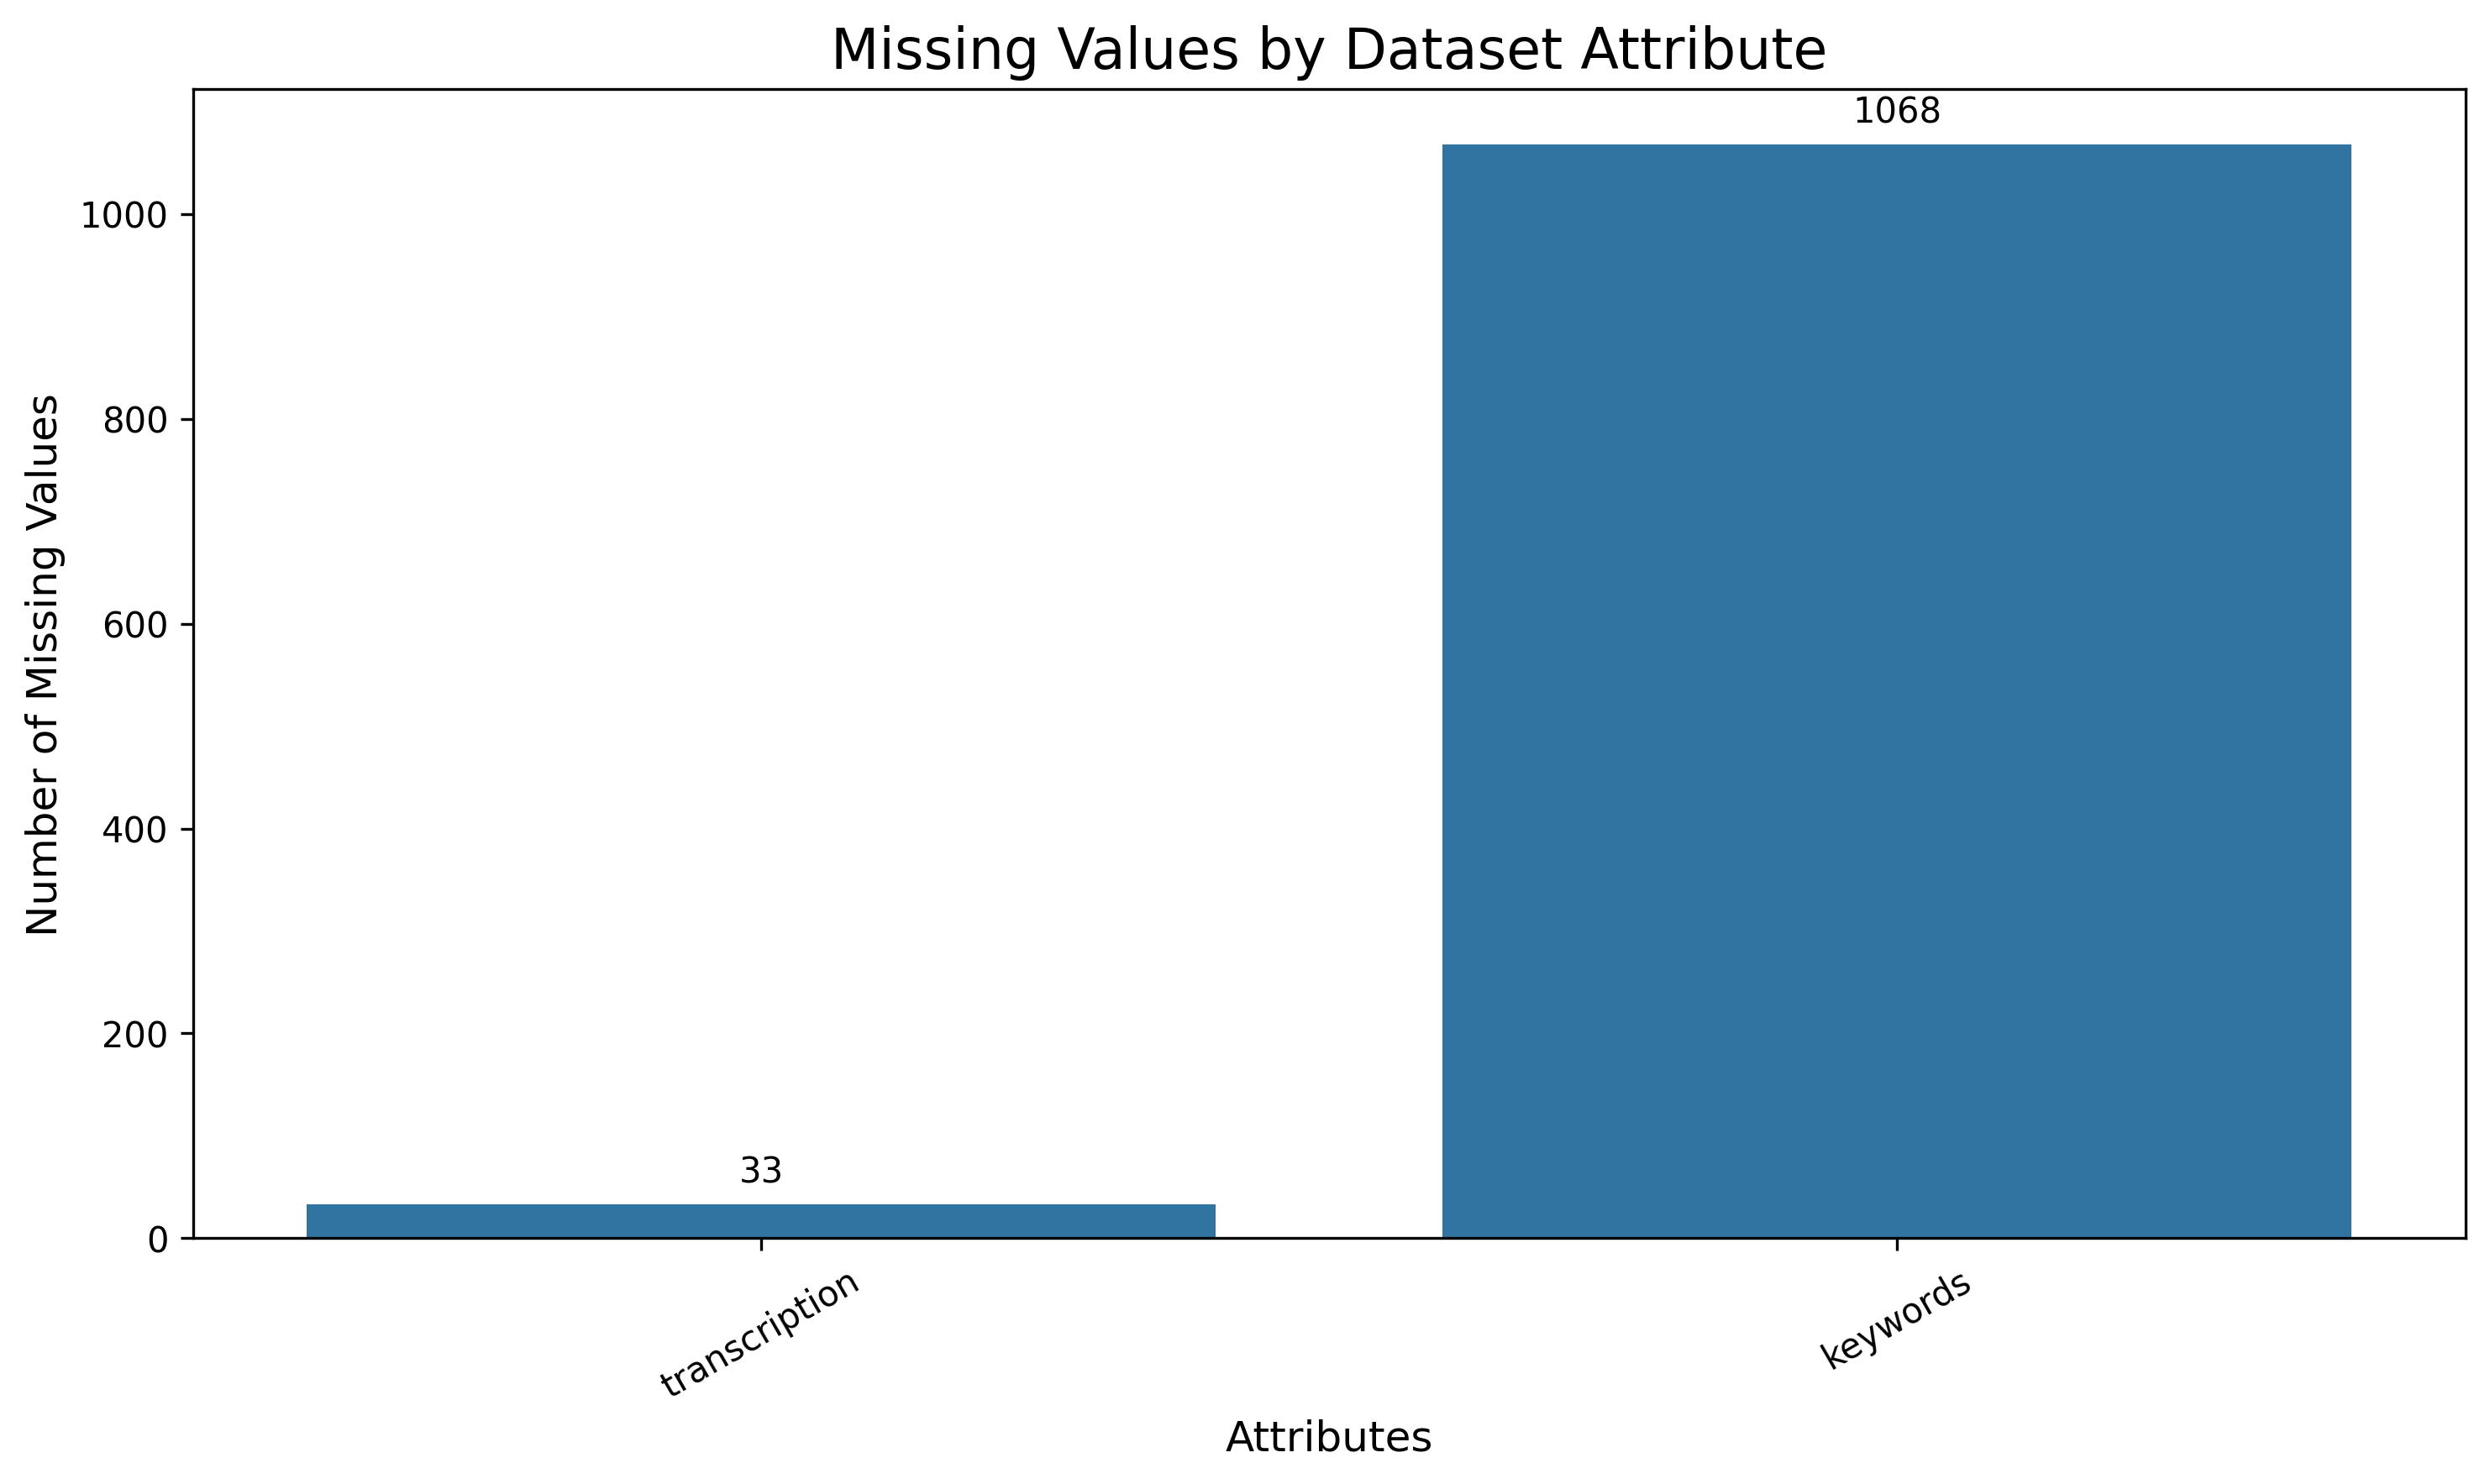 Missing Values by Dataset Attribute
Number of Missing Values
1000
800
600
400
200
0
1068
33
transcription
keywords
Attributes